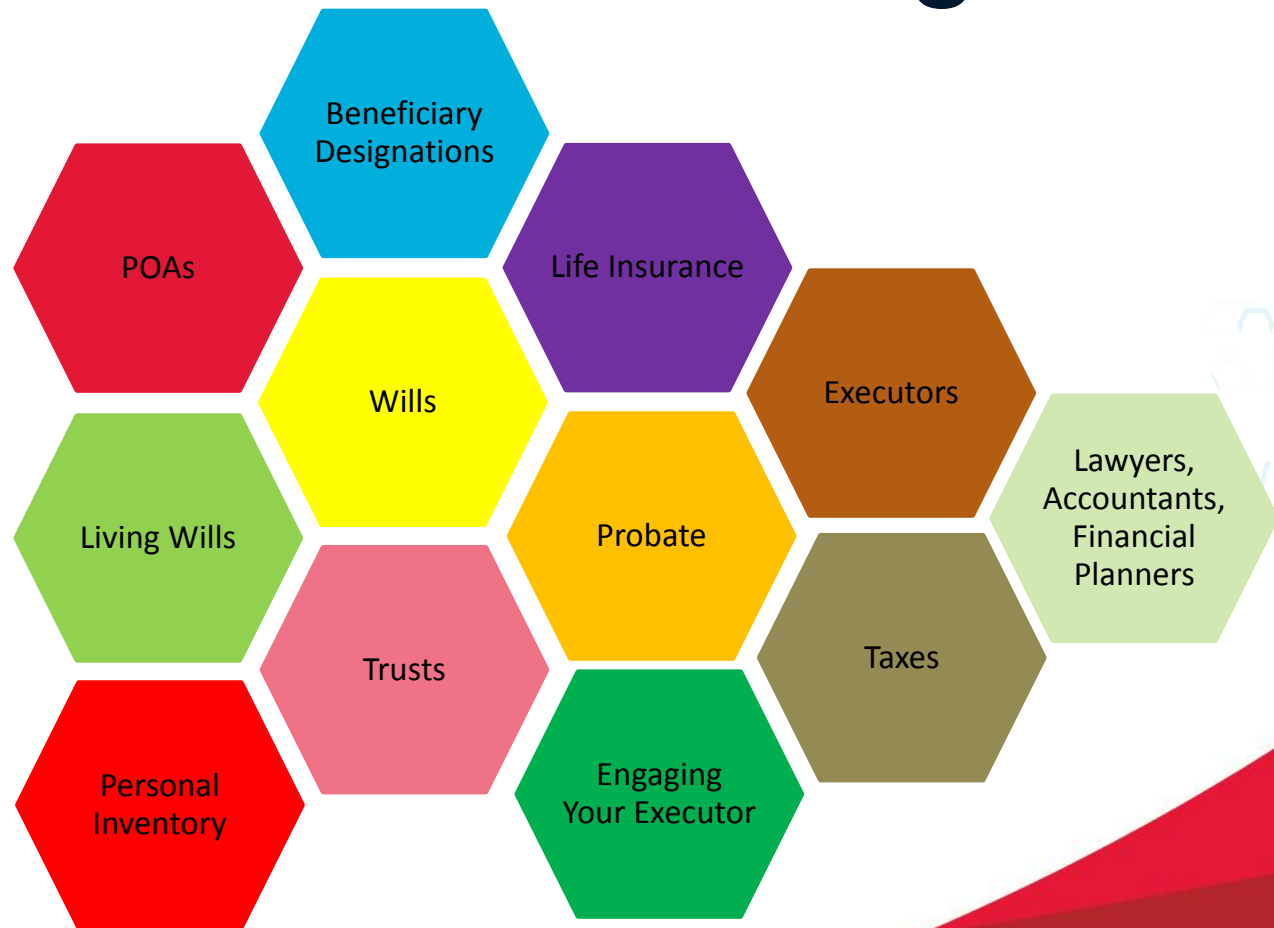 Beneficiary
Designations
POAs
Life Insurance
Wills
Executors
Lawyers,
Accountants,
Financial
Planners
Living Wills
Probate
Trusts
Taxes
Personal
Inventory
Engaging
Your Executor